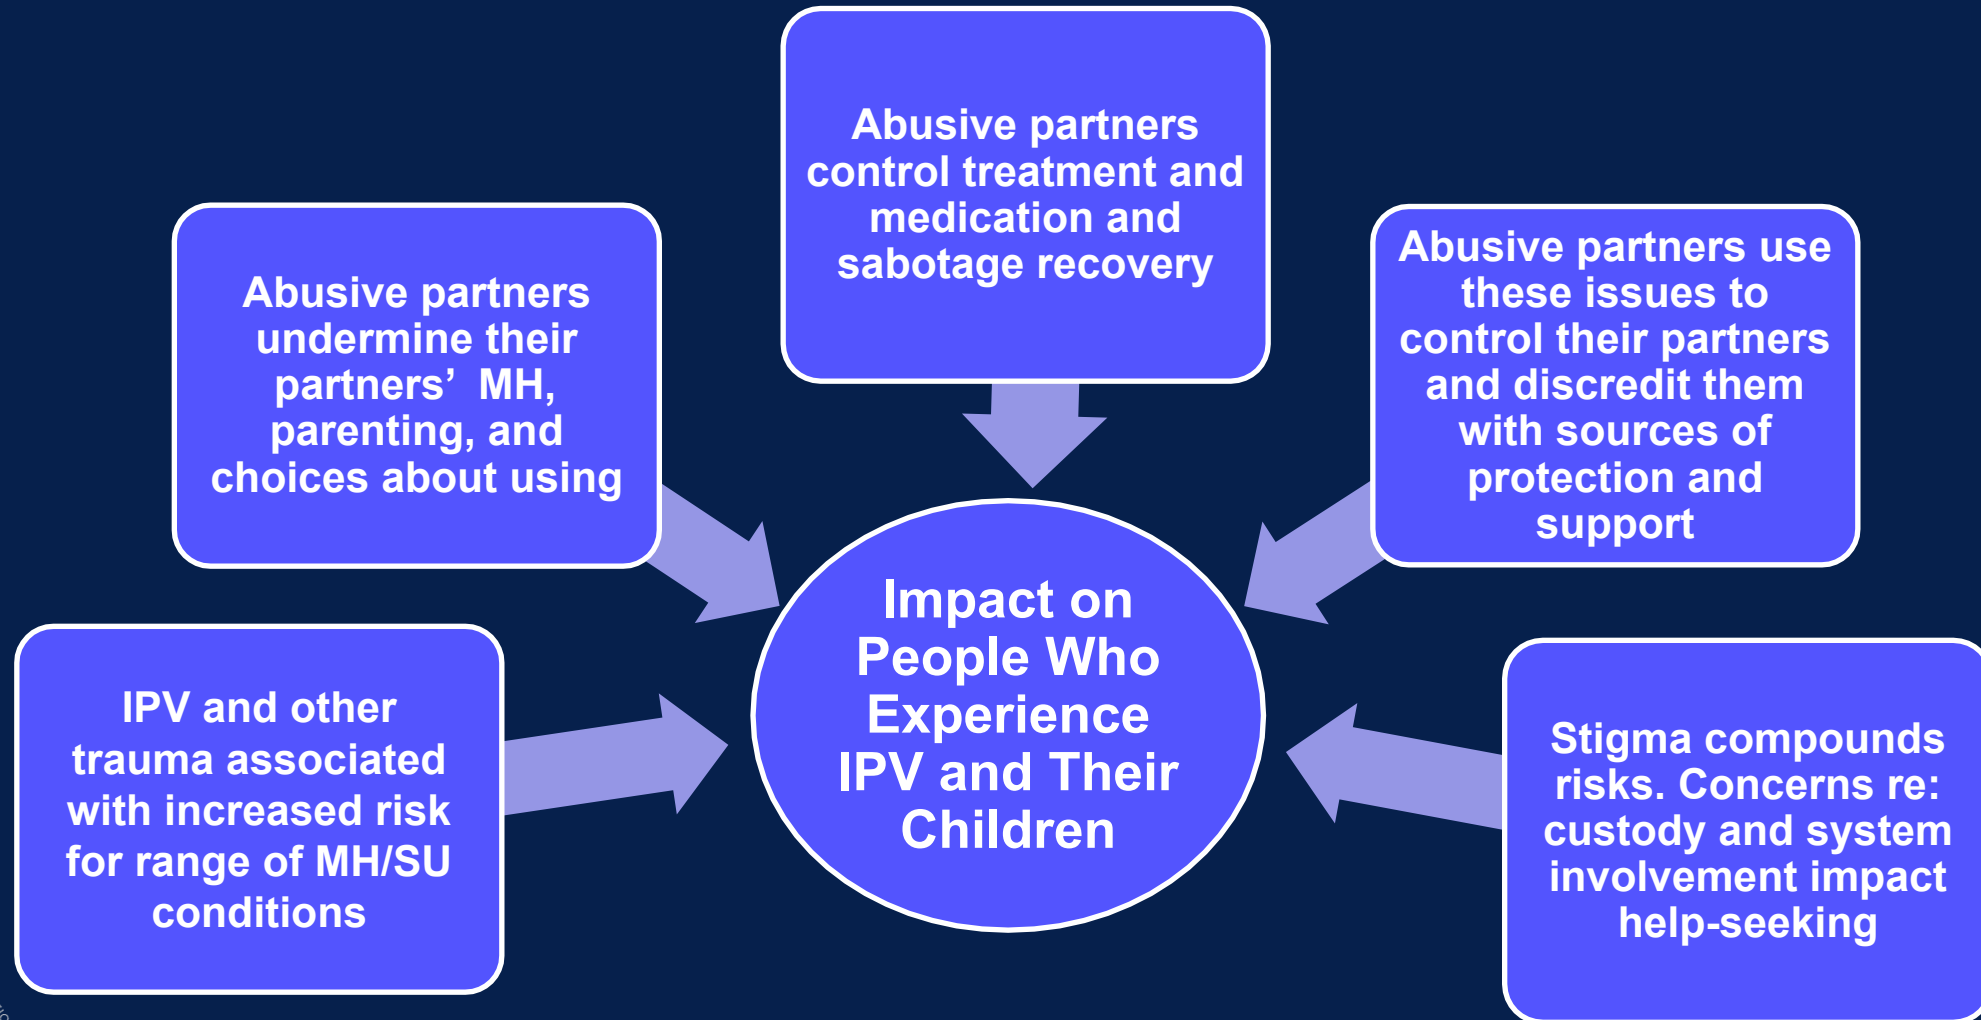 Abusive partners
control treatment and
medication and
sabotage recovery
Abusive partners
undermine their
partners’  MH,
parenting, and
choices about using
Abusive partners use
these issues to
control their partners
and discredit them
with sources of
protection and
support
IPV and other
trauma associated
with increased risk
for range of MH/SU
conditions
Impact on
People Who
Experience
IPV and Their
Children
Stigma compounds
risks. Concerns re:
custody and system
involvement impact
help-seeking